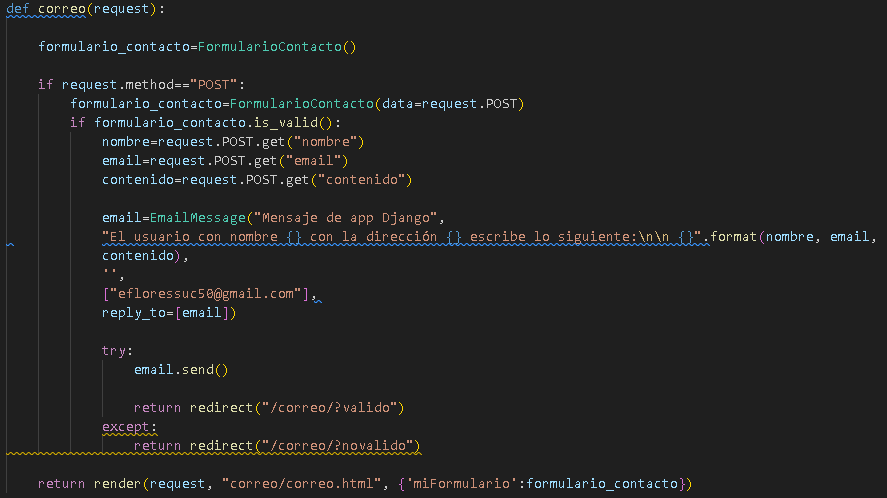 def correo(request):

    formulario_contacto=FormularioContacto()

    if request.method=="POST":
        formulario_contacto=FormularioContacto(data=request.POST)
        if formulario_contacto.is_valid():
            nombre=request.POST.get("nombre")
            email=request.POST.get("email")
            contenido=request.POST.get("contenido")

            email=EmailMessage("Mensaje de app Django",
            "El usuario con nombre {} con la dirección {} escribe lo siguiente:\n\n {}".format(nombre, email,
            contenido),
            '',
            ["efloressuc50@gmail.com"],
            reply_to=[email])

            try:
                email.send()

                return redirect("/correo/?valido")
            except:
                return redirect("/correo/?novalido")

    return render(request, "correo/correo.html", {'miFormulario':formulario_contacto})